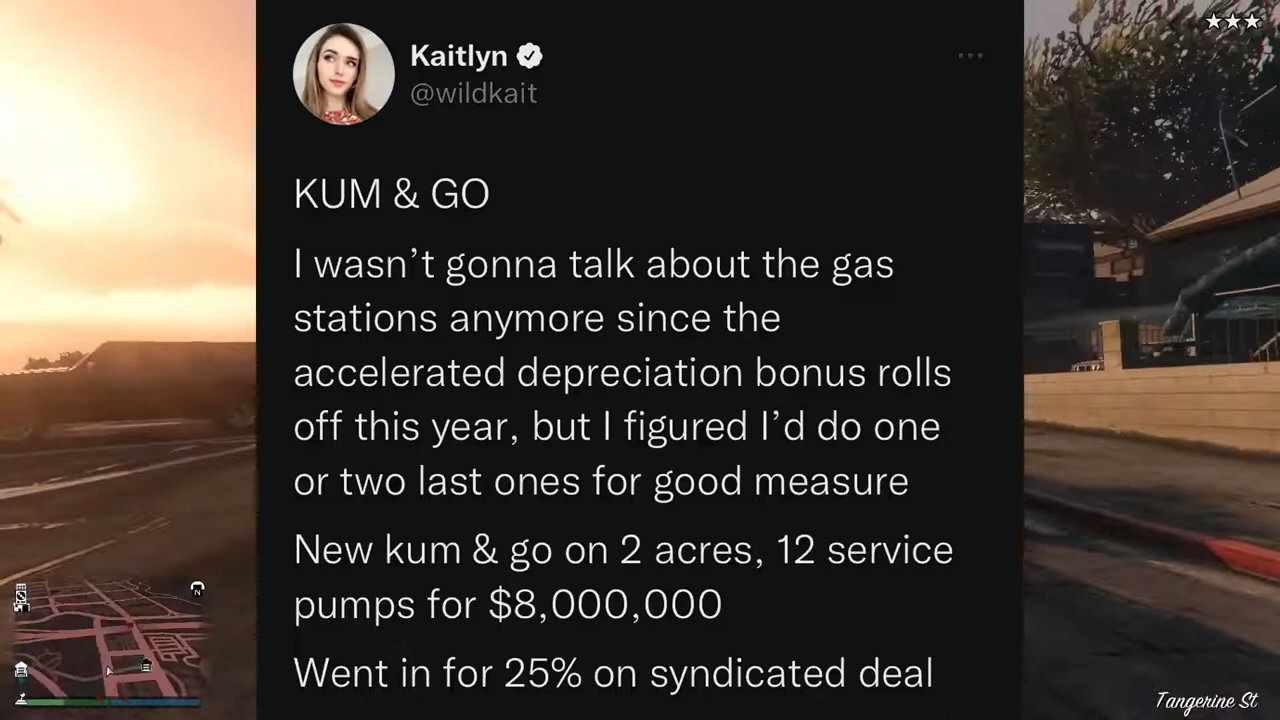 Kaitlyn
@wildkait
KUM & GO
I wasn’t gonna talk about the gas
stations anymore since the
accelerated depreciation bonus rolls
off this year, but I figured I’d do one
or two last ones for good measure
New kum & go on 2 acres, 12 service
pumps for $8,000,000
Went in for 25% on syndicated deal
N
Tangerine St